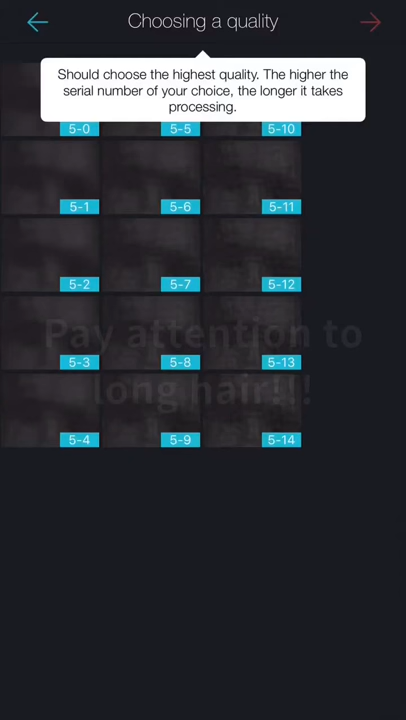 Choosing a quality
Should choose the highest quality. The higher the
serial number of your choice, the longer it takes
processing.
5-0 5-5 5-10
5-1 5-6 5-11
5-2 5-7 5-12
Pay attention to
5-3 5-8 5-13
long hair!!!
5-4 5-9 5-14